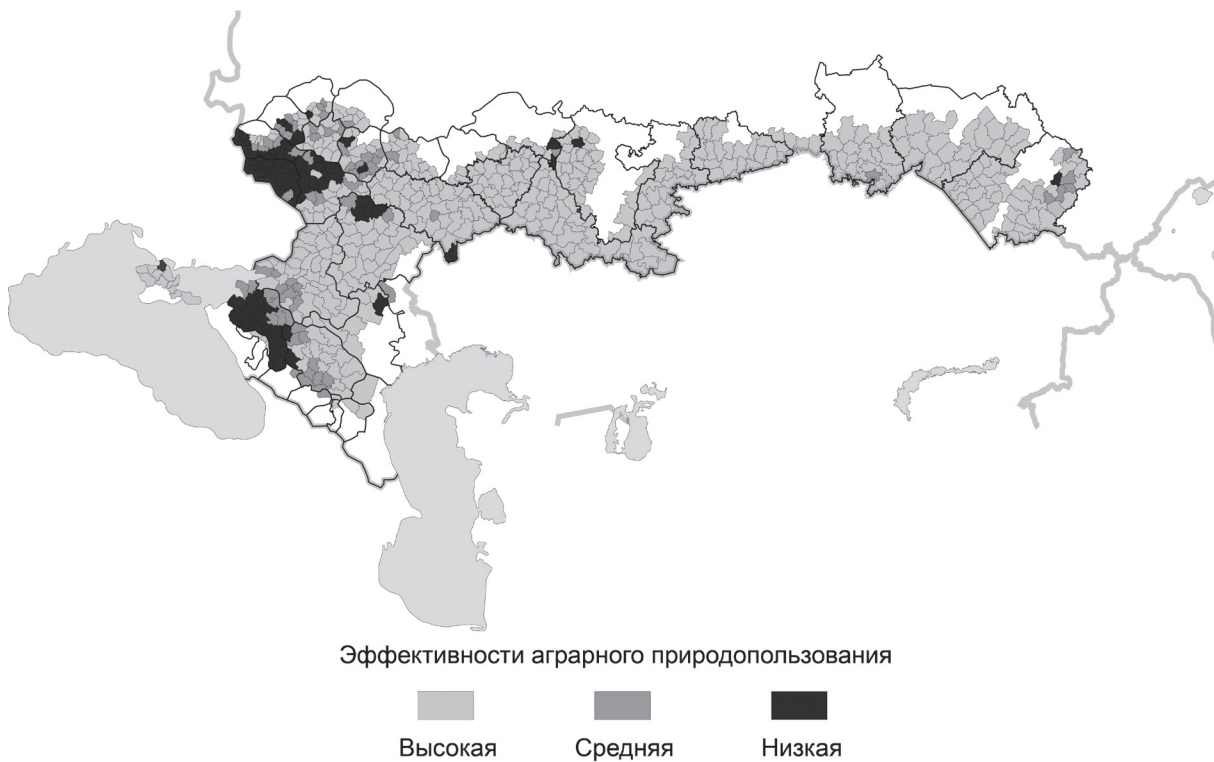 Эффективности аграрного природопользования
Высокая Средняя Низкая